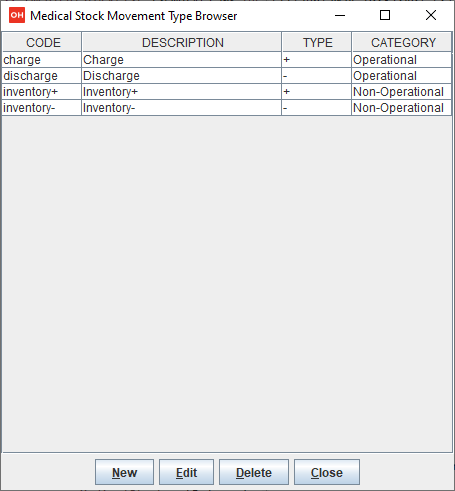 OH Medical Stock Movement Type Browser
CODE DESCRIPTION TYPE CATEGORY
charge Charge + Operational
discharge Discharge - Operational
inventory+ Inventory+ + Non-Operational
inventory- Inventory- - Non-Operational
New Edit Delete Close